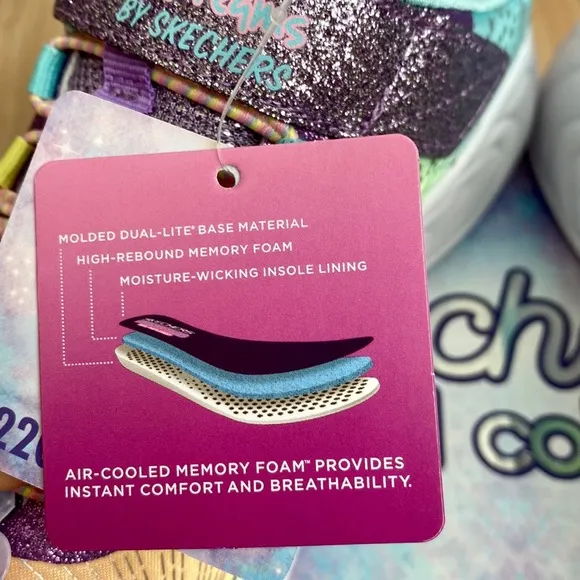 BY SKECHERS
MOLDED DUAL-LITE® BASE MATERIAL
HIGH-REBOUND MEMORY FOAM
MOISTURE-WICKING INSOLE LINING
SKECHERS
AIR-COOLED MEMORY FOAM™ PROVIDES
INSTANT COMFORT AND BREATHABILITY.